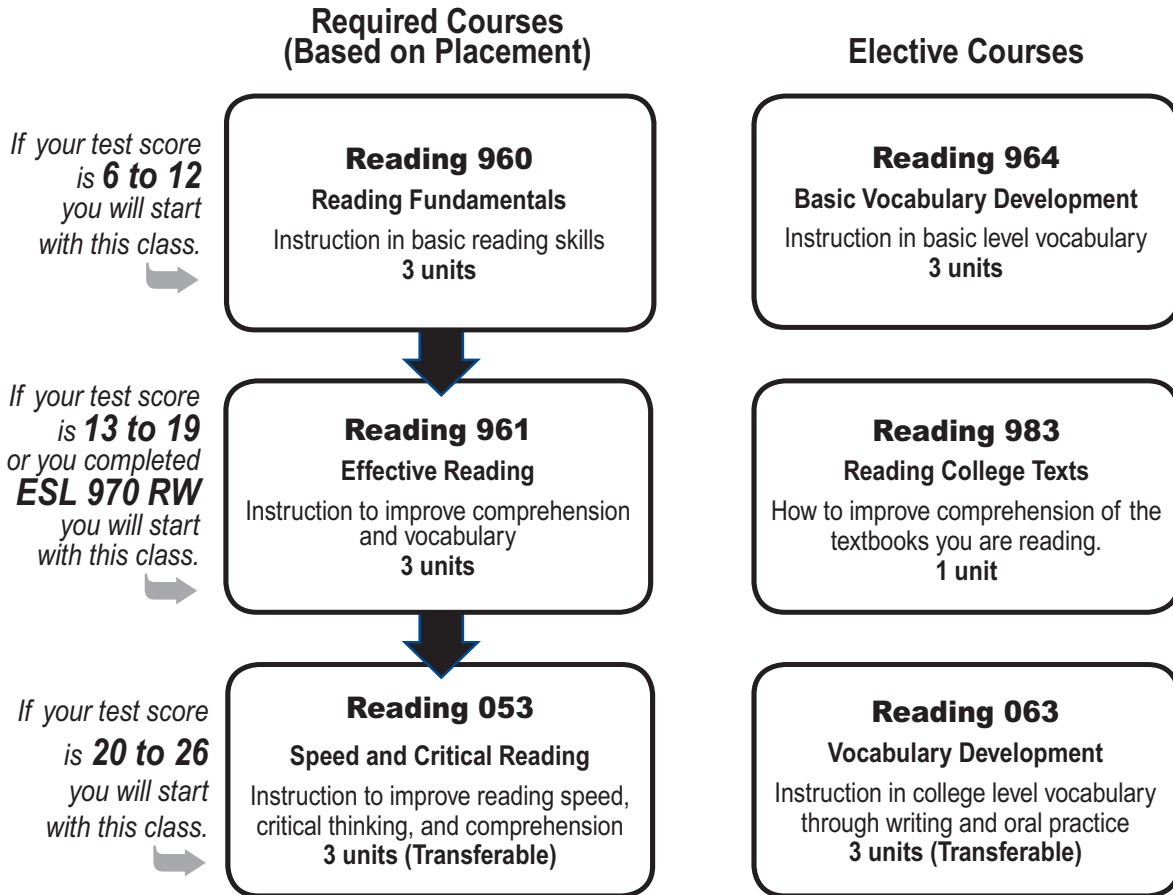 Required Courses
(Based on Placement)
Elective Courses
If your test score
is 6 to 12
you will start
with this class.
Reading 960
Reading Fundamentals
Instruction in basic reading skills
3 units
Reading 964
Basic Vocabulary Development
Instruction in basic level vocabulary
3 units
If your test score
is 13 to 19
or you completed
ESL 970 RW
you will start
with this class.
Reading 961
Effective Reading
Instruction to improve comprehension
and vocabulary
3 units
Reading 983
Reading College Texts
How to improve comprehension of the
textbooks you are reading.
1 unit
If your test score
is 20 to 26
you will start
with this class.
Reading 053
Speed and Critical Reading
Instruction to improve reading speed,
critical thinking, and comprehension
3 units (Transferable)
Reading 063
Vocabulary Development
Instruction in college level vocabulary
through writing and oral practice
3 units (Transferable)